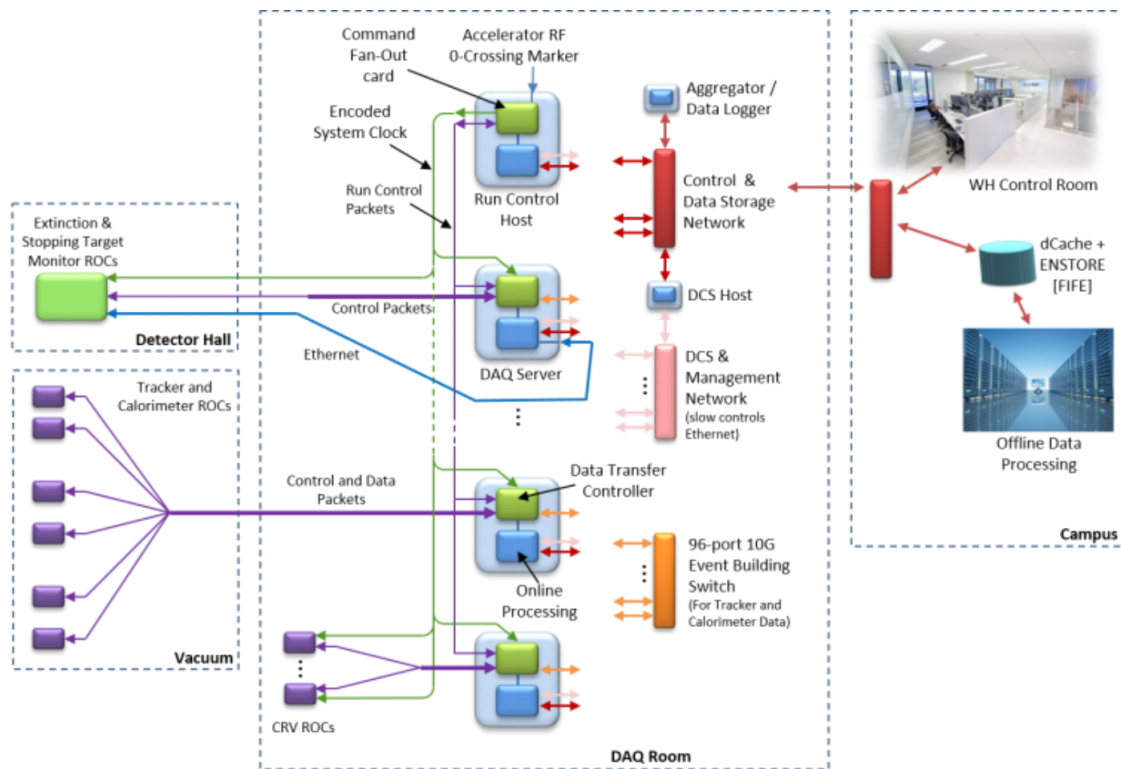 Command
Fan-Out
card
Accelerator RF
0-Crossing Marker
Encoded
System Clock
Run Control
Packets
Run Control
Host
Aggregator /
Data Logger
Control &
Data Storage
Network
WH Control Room
dCache +
ENSTORE
[FIFE]
Offline Data
Processing
Campus
Extinction &
Stopping Target
Monitor ROCs
Detector Hall
Control Packets
Ethernet
DAQ Server
DCS Host
DCS &
Management
Network
(slow controls
Ethernet)
Tracker and
Calorimeter ROCs
Vacuum
Control and Data
Packets
Data Transfer
Controller
Online
Processing
96-port 10G
Event Building
Switch
(For Tracker and
Calorimeter Data)
CRV ROCs
DAQ Room